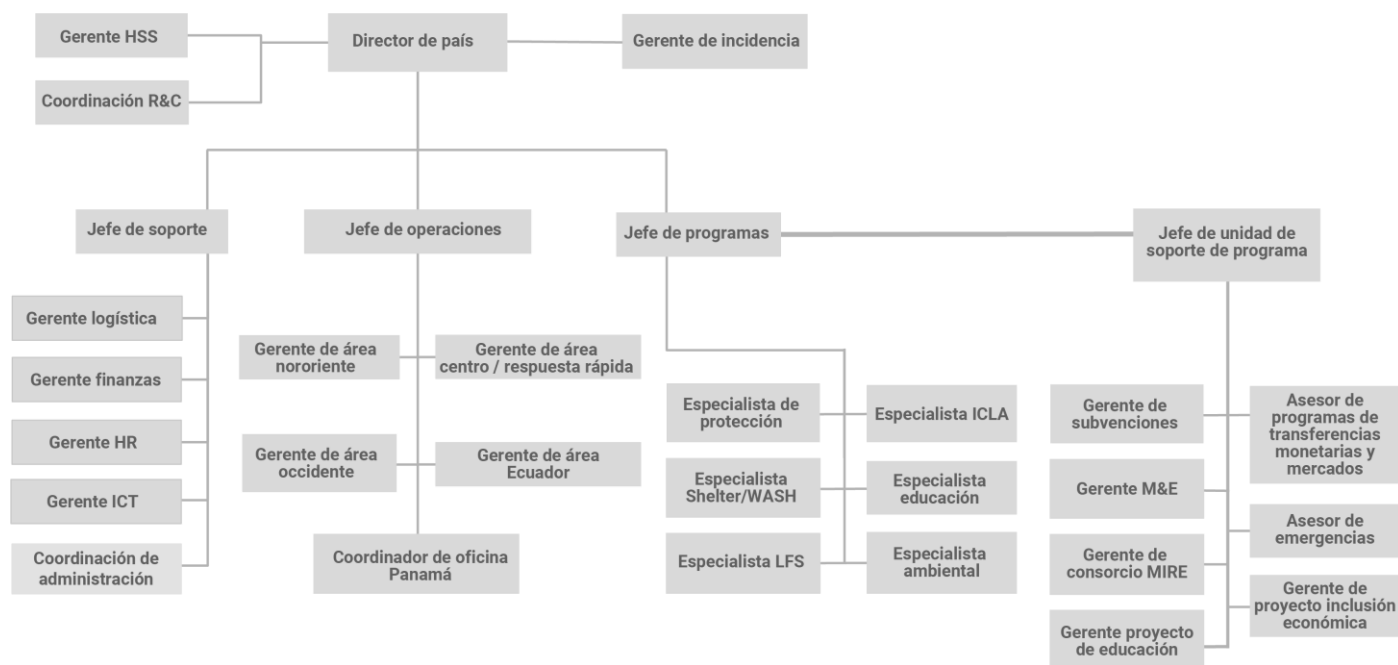 Gerente HSS
Director de país
Gerente de incidencia
Coordinación R&C
Jefe de soporte
Jefe de operaciones
Jefe de programas
Jefe de unidad de
soporte de programa
Gerente logística
Gerente finanzas
Gerente HR
Gerente ICT
Coordinación de
administración
Gerente de área
nororiente
Gerente de área
centro / respuesta rápida
Gerente de área
occidente
Gerente de área
Ecuador
Coordinador de oficina
Panamá
Especialista de
protección
Especialista ICLA
Especialista
Shelter/WASH
Especialista
educación
Especialista LFS
Especialista
ambiental
Gerente de
subvenciones
Asesor de
programas de
transferencias
monetarias y
mercados
Gerente M&E
Asesor de
emergencias
Gerente de
consorcio MIRE
Gerente de
proyecto inclusión
económica
Gerente proyecto
de educación